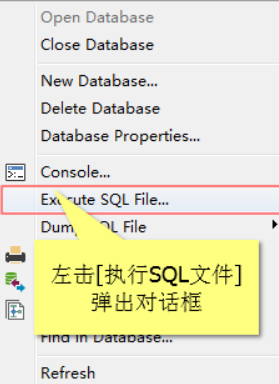 Open Database
Close Database
New Database...
Delete Database
Database Properties...
Console...
Execute SQL File...
Dump SQL File
左击[执行SQL文件]
弹出对话框
Find in Database...
Refresh